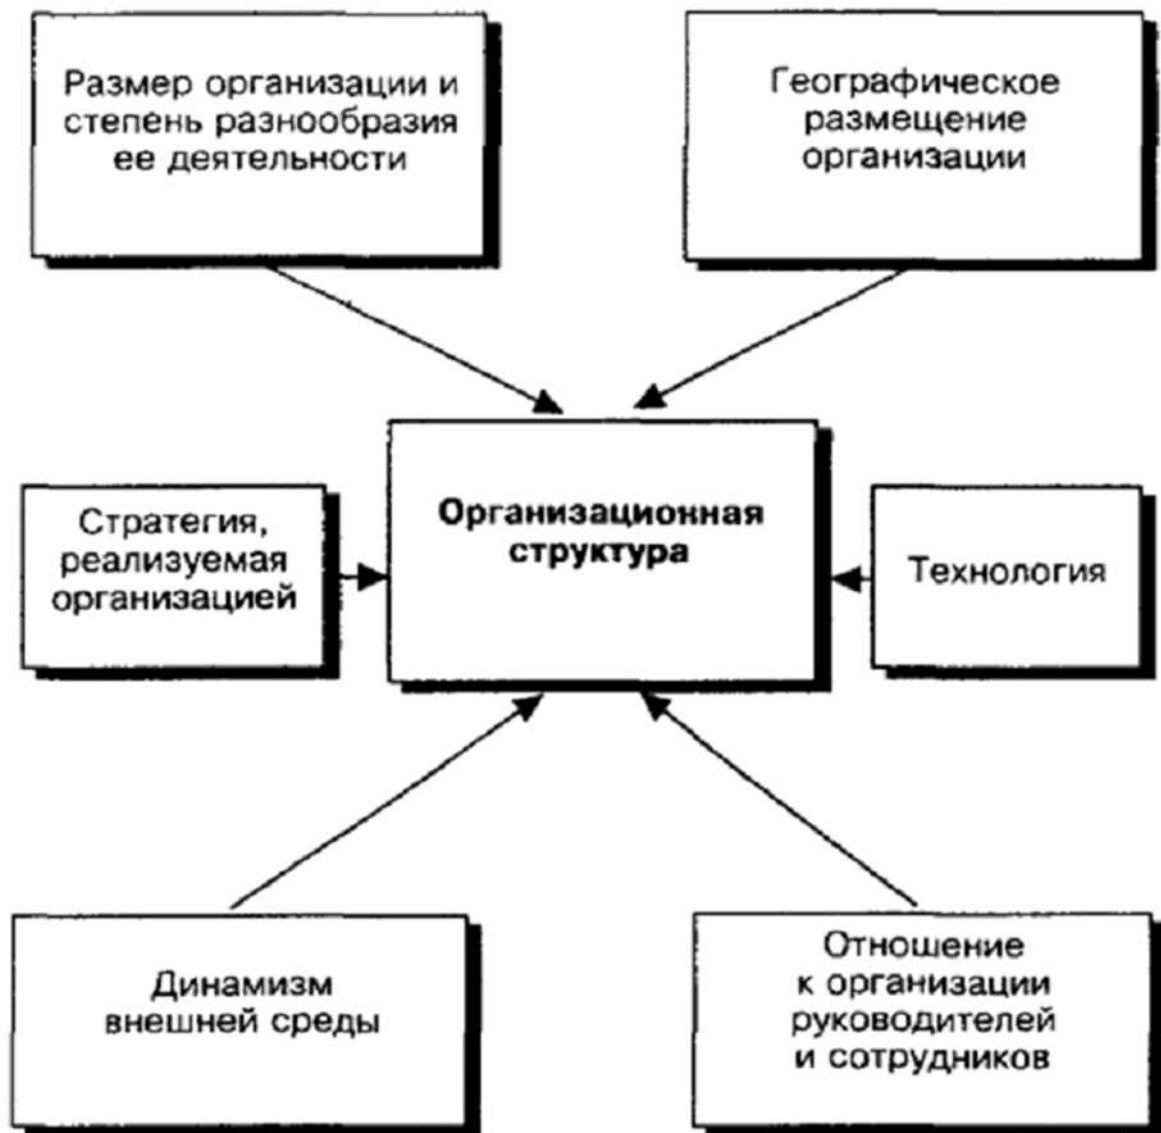 Размер организации и
степень разнообразия
ее деятельности
Географическое
размещение
организации
Стратегия,
реализуемая
организацией
Организационная
структура
Технология
Динамизм
внешней среды
Отношение
к организации
руководителей
и сотрудников